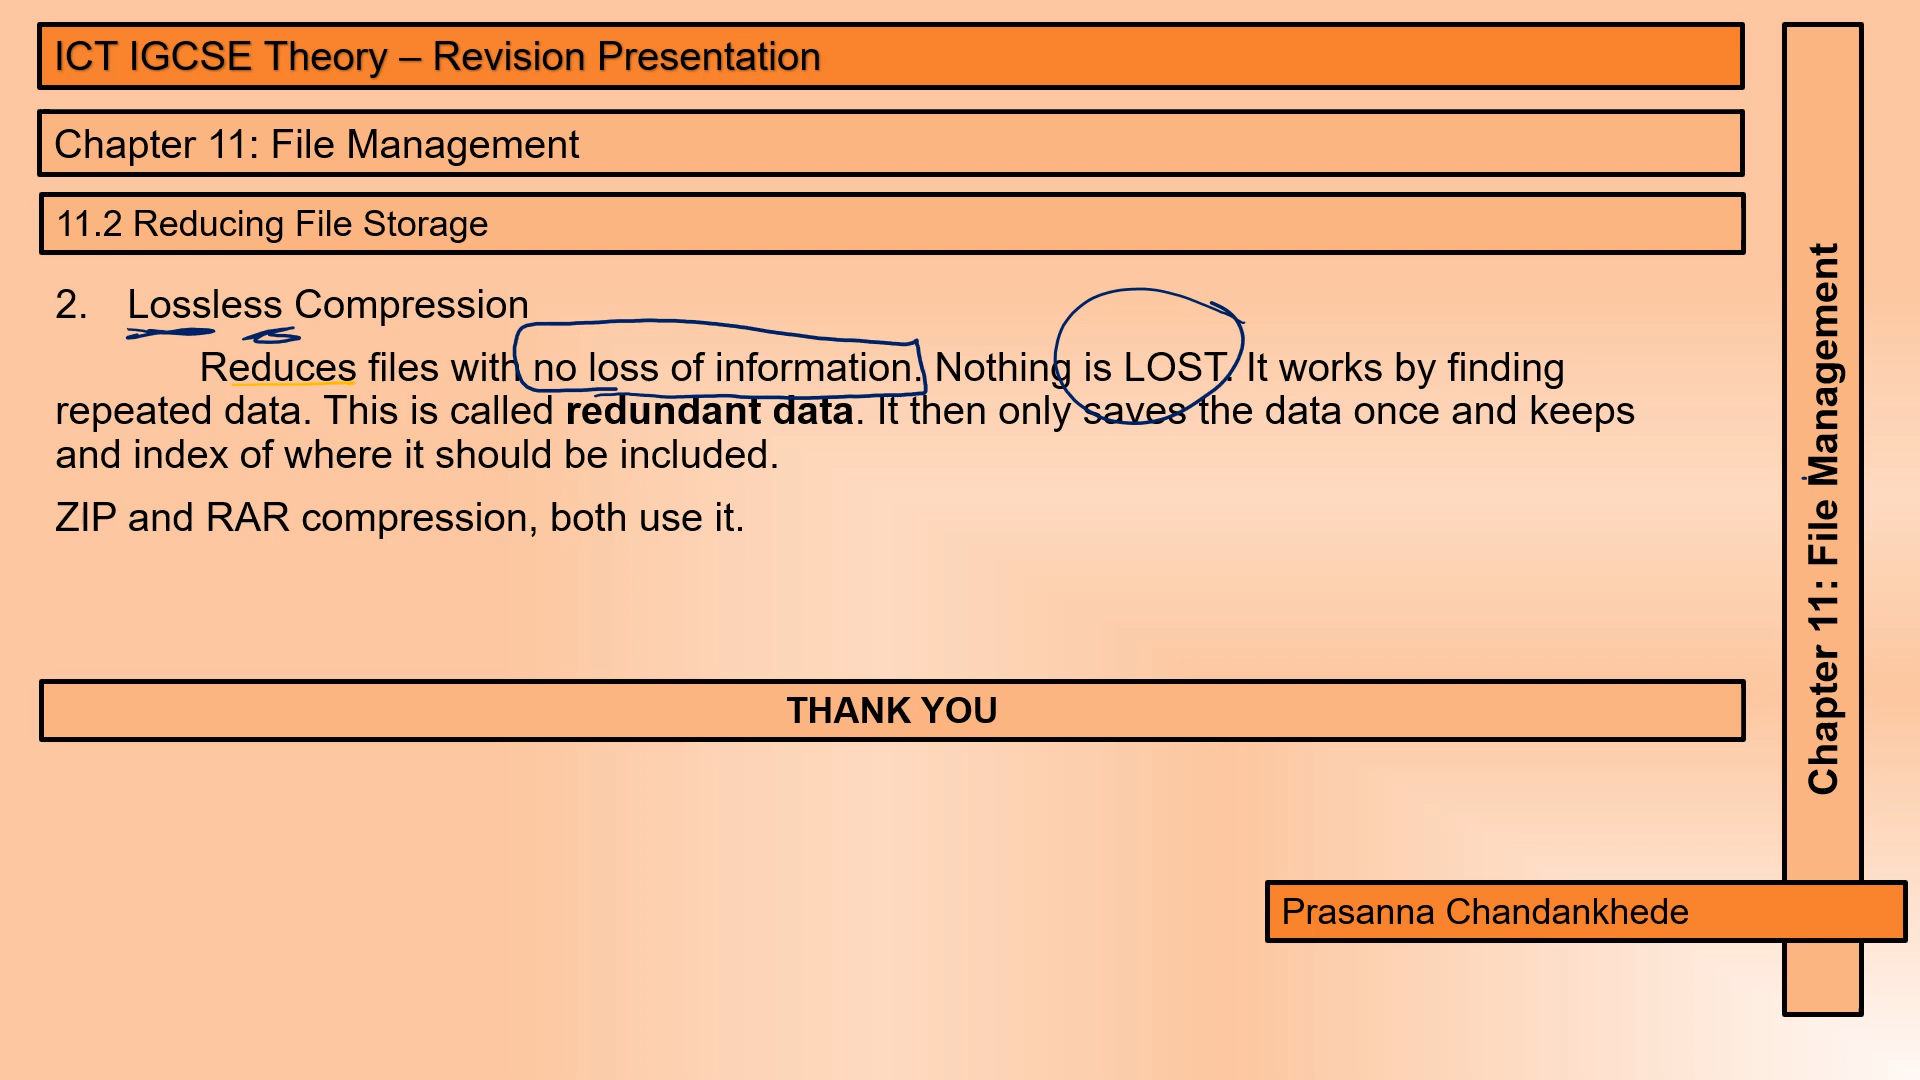 ICT IGCSE Theory – Revision Presentation
Chapter 11: File Management
11.2 Reducing File Storage
2. Lossless Compression
Reduces files with no loss of information. Nothing is LOST. It works by finding
repeated data. This is called redundant data. It then only saves the data once and keeps
and index of where it should be included.
ZIP and RAR compression, both use it.
THANK YOU
Chapter 11: File Management
Prasanna Chandankhede